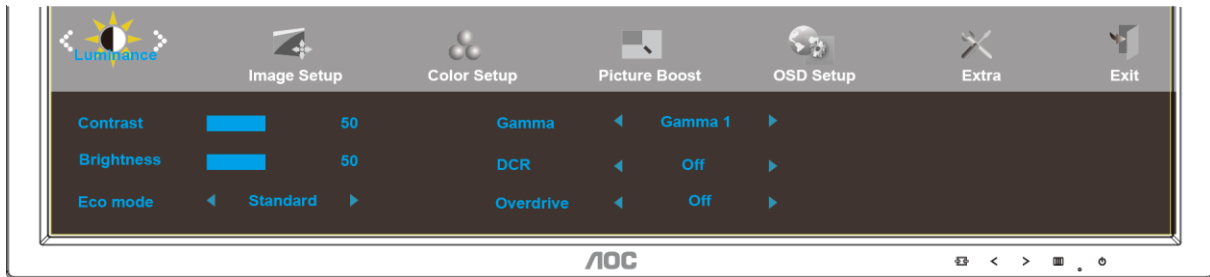 Luminance
Image Setup Color Setup Picture Boost OSD Setup Extra Exit
Contrast 50 Gamma Gamma 1
Brightness 50 DCR Off
Eco mode Standard Overdrive Off
AOC